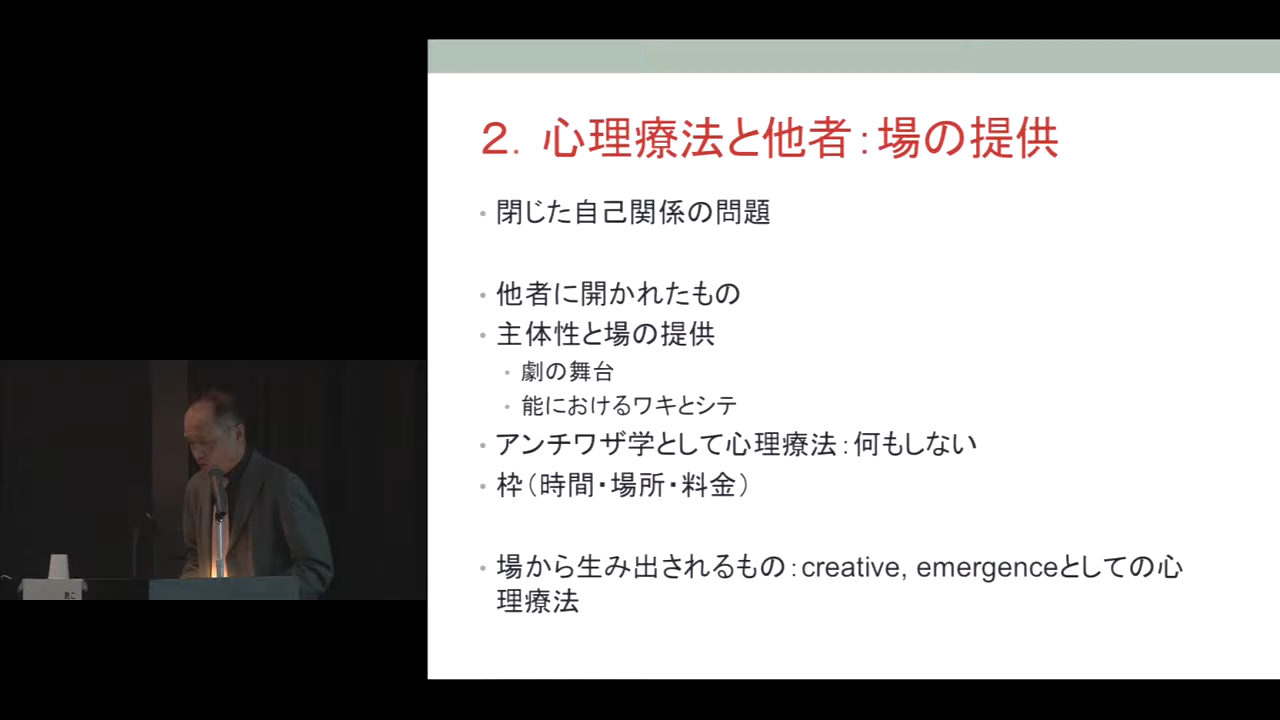 ２．心理療法と他者：場の提供
・閉じた自己関係の問題
・他者に開かれたもの
・主体性と場の提供
・劇の舞台
・能におけるワキとシテ
・アンチワザ学として心理療法：何もしない
・枠（時間・場所・料金）
・場から生み出されるもの：creative, emergenceとしての心
理療法